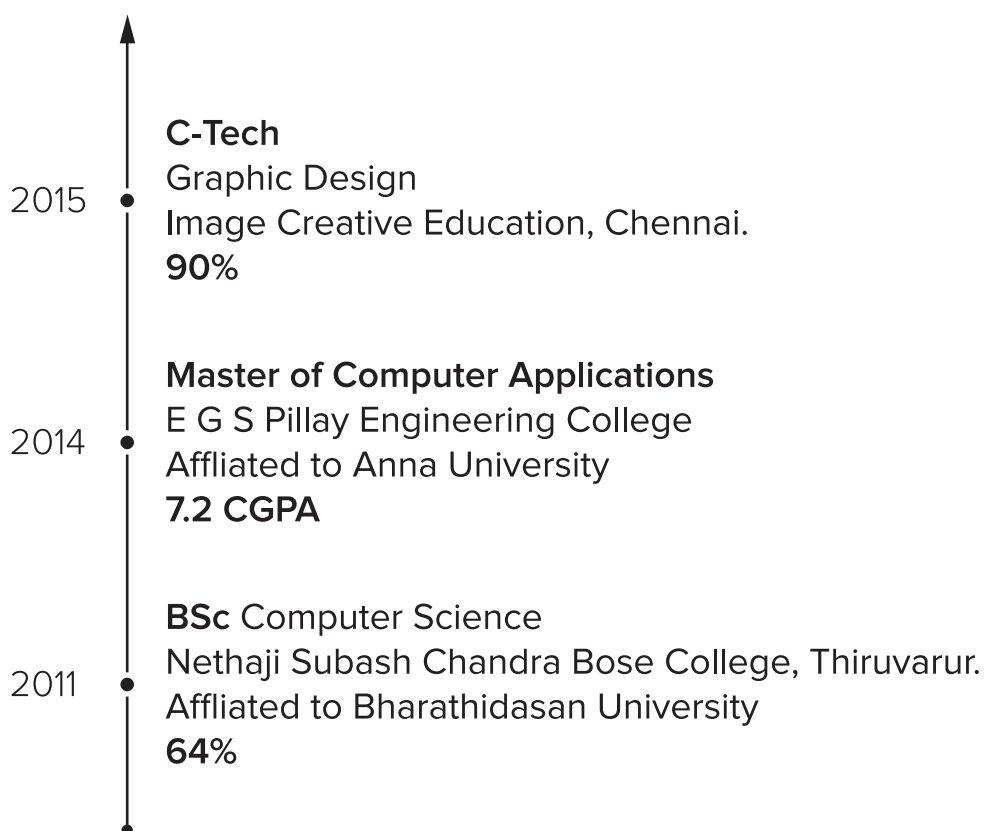 C-Tech
Graphic Design
2015
Image Creative Education, Chennai.
90%
Master of Computer Applications
E G S Pillay Engineering College
2014
Affliated to Anna University
7.2 CGPA
BSc Computer Science
Nethaji Subash Chandra Bose College, Thiruvarur.
2011
Affliated to Bharathidasan University
64%